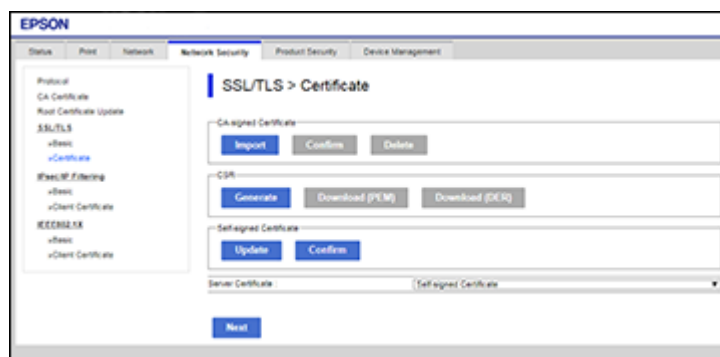 EPSON
Status Print Network Network Security Product Security Device Management
Protocol
CA Certificate
Root Certificate Update
SSL/TLS
»Basic
»Certificate
IPsec/IP Filtering
»Basic
»Client Certificate
IEEE802.1X
»Basic
»Client Certificate
SSL/TLS > Certificate
CA-signed Certificate
Import Confirm Delete
CSR
Generate Download (PEM) Download (DER)
Self-signed Certificate
Update Confirm
Server Certificate Self-signed Certificate
Next